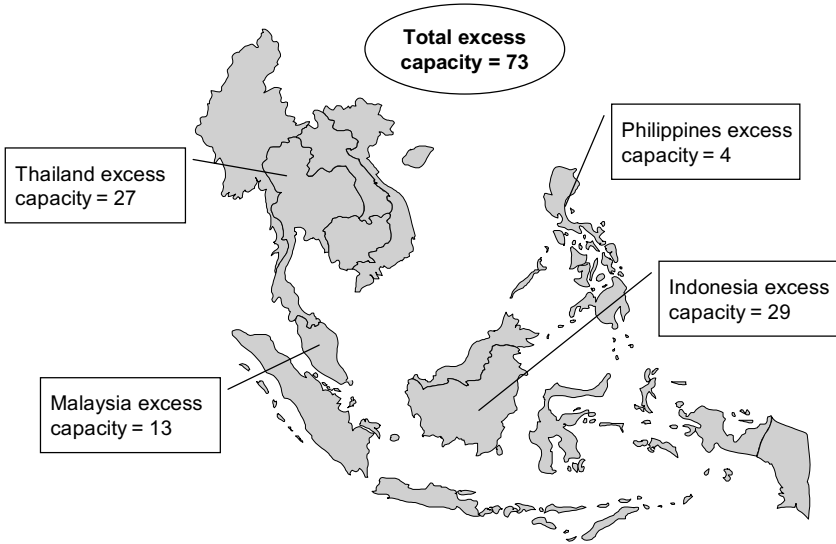 Total excess
capacity = 73
Philippines excess
capacity = 4
Thailand excess
capacity = 27
Indonesia excess
capacity = 29
Malaysia excess
capacity = 13